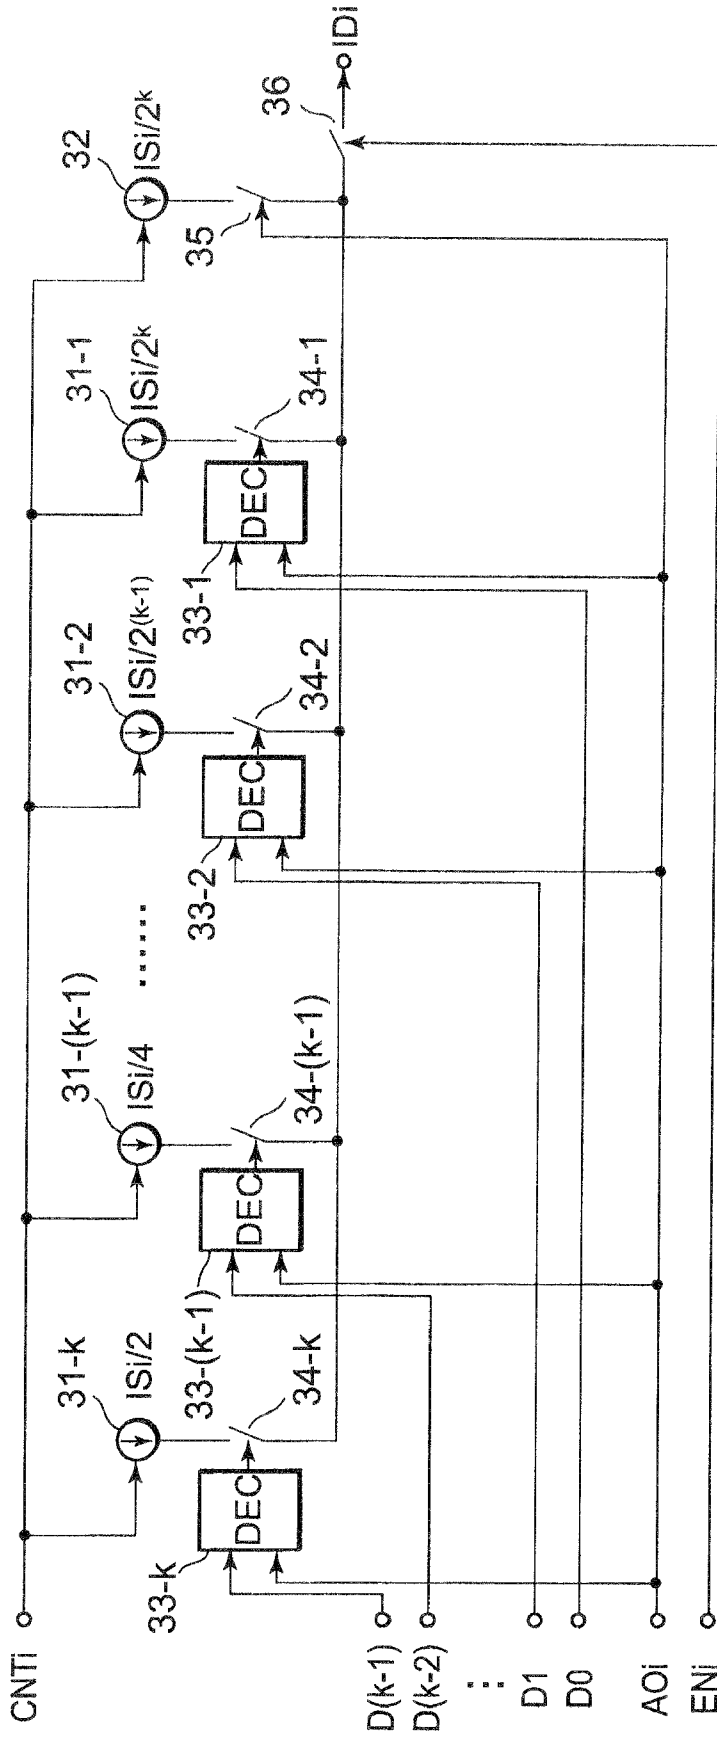 CNTi
31-k
ISi/2
31-(k-1)
ISi/4
......
31-2
ISi/2(k-1)
31-1
ISi/2k
32
ISi/2k
33-k
DEC
34-k
33-(k-1)
DEC
34-(k-1)
33-2
DEC
34-2
33-1
DEC
34-1
35
36
IDi
D(k-1)
D(k-2)
...
D1
D0
AOi
ENi